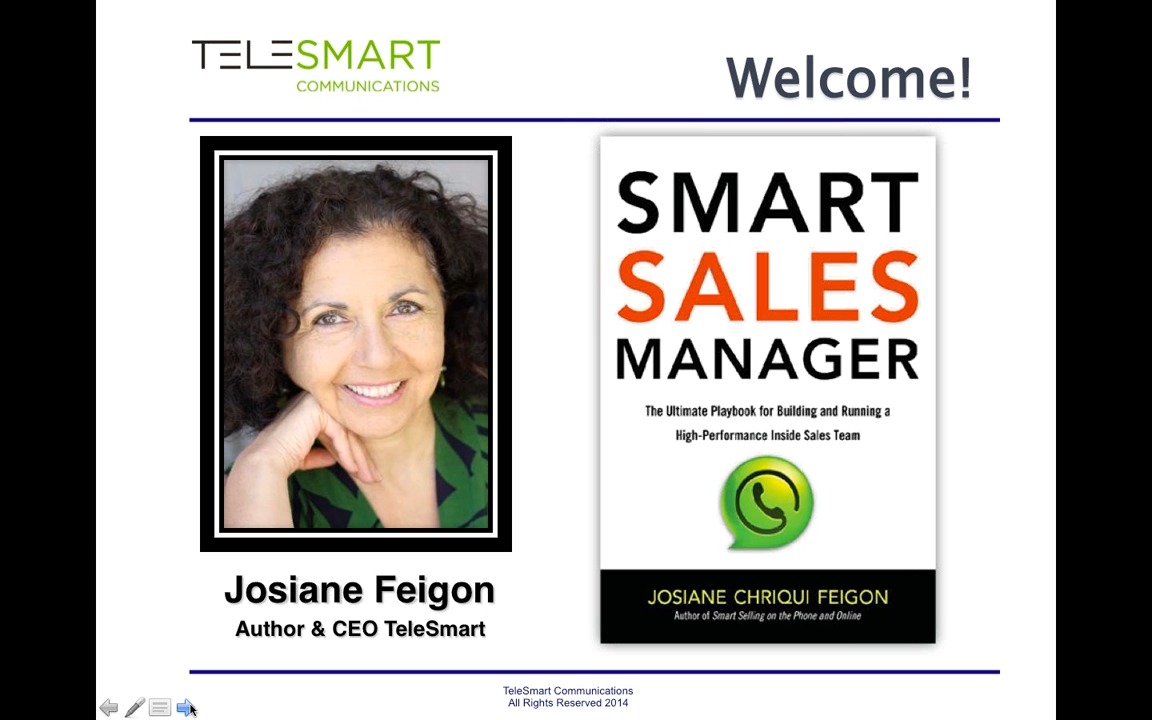 TELESMART
COMMUNICATIONS
Welcome!
SMART
SALES
MANAGER
The Ultimate Playbook for Building and Running a
High-Performance Inside Sales Team
JOSIANE CHRIQUI FEIGON
Author of Smart Selling on the Phone and Online
Josiane Feigon
Author & CEO TeleSmart
TeleSmart Communications
All Rights Reserved 2014